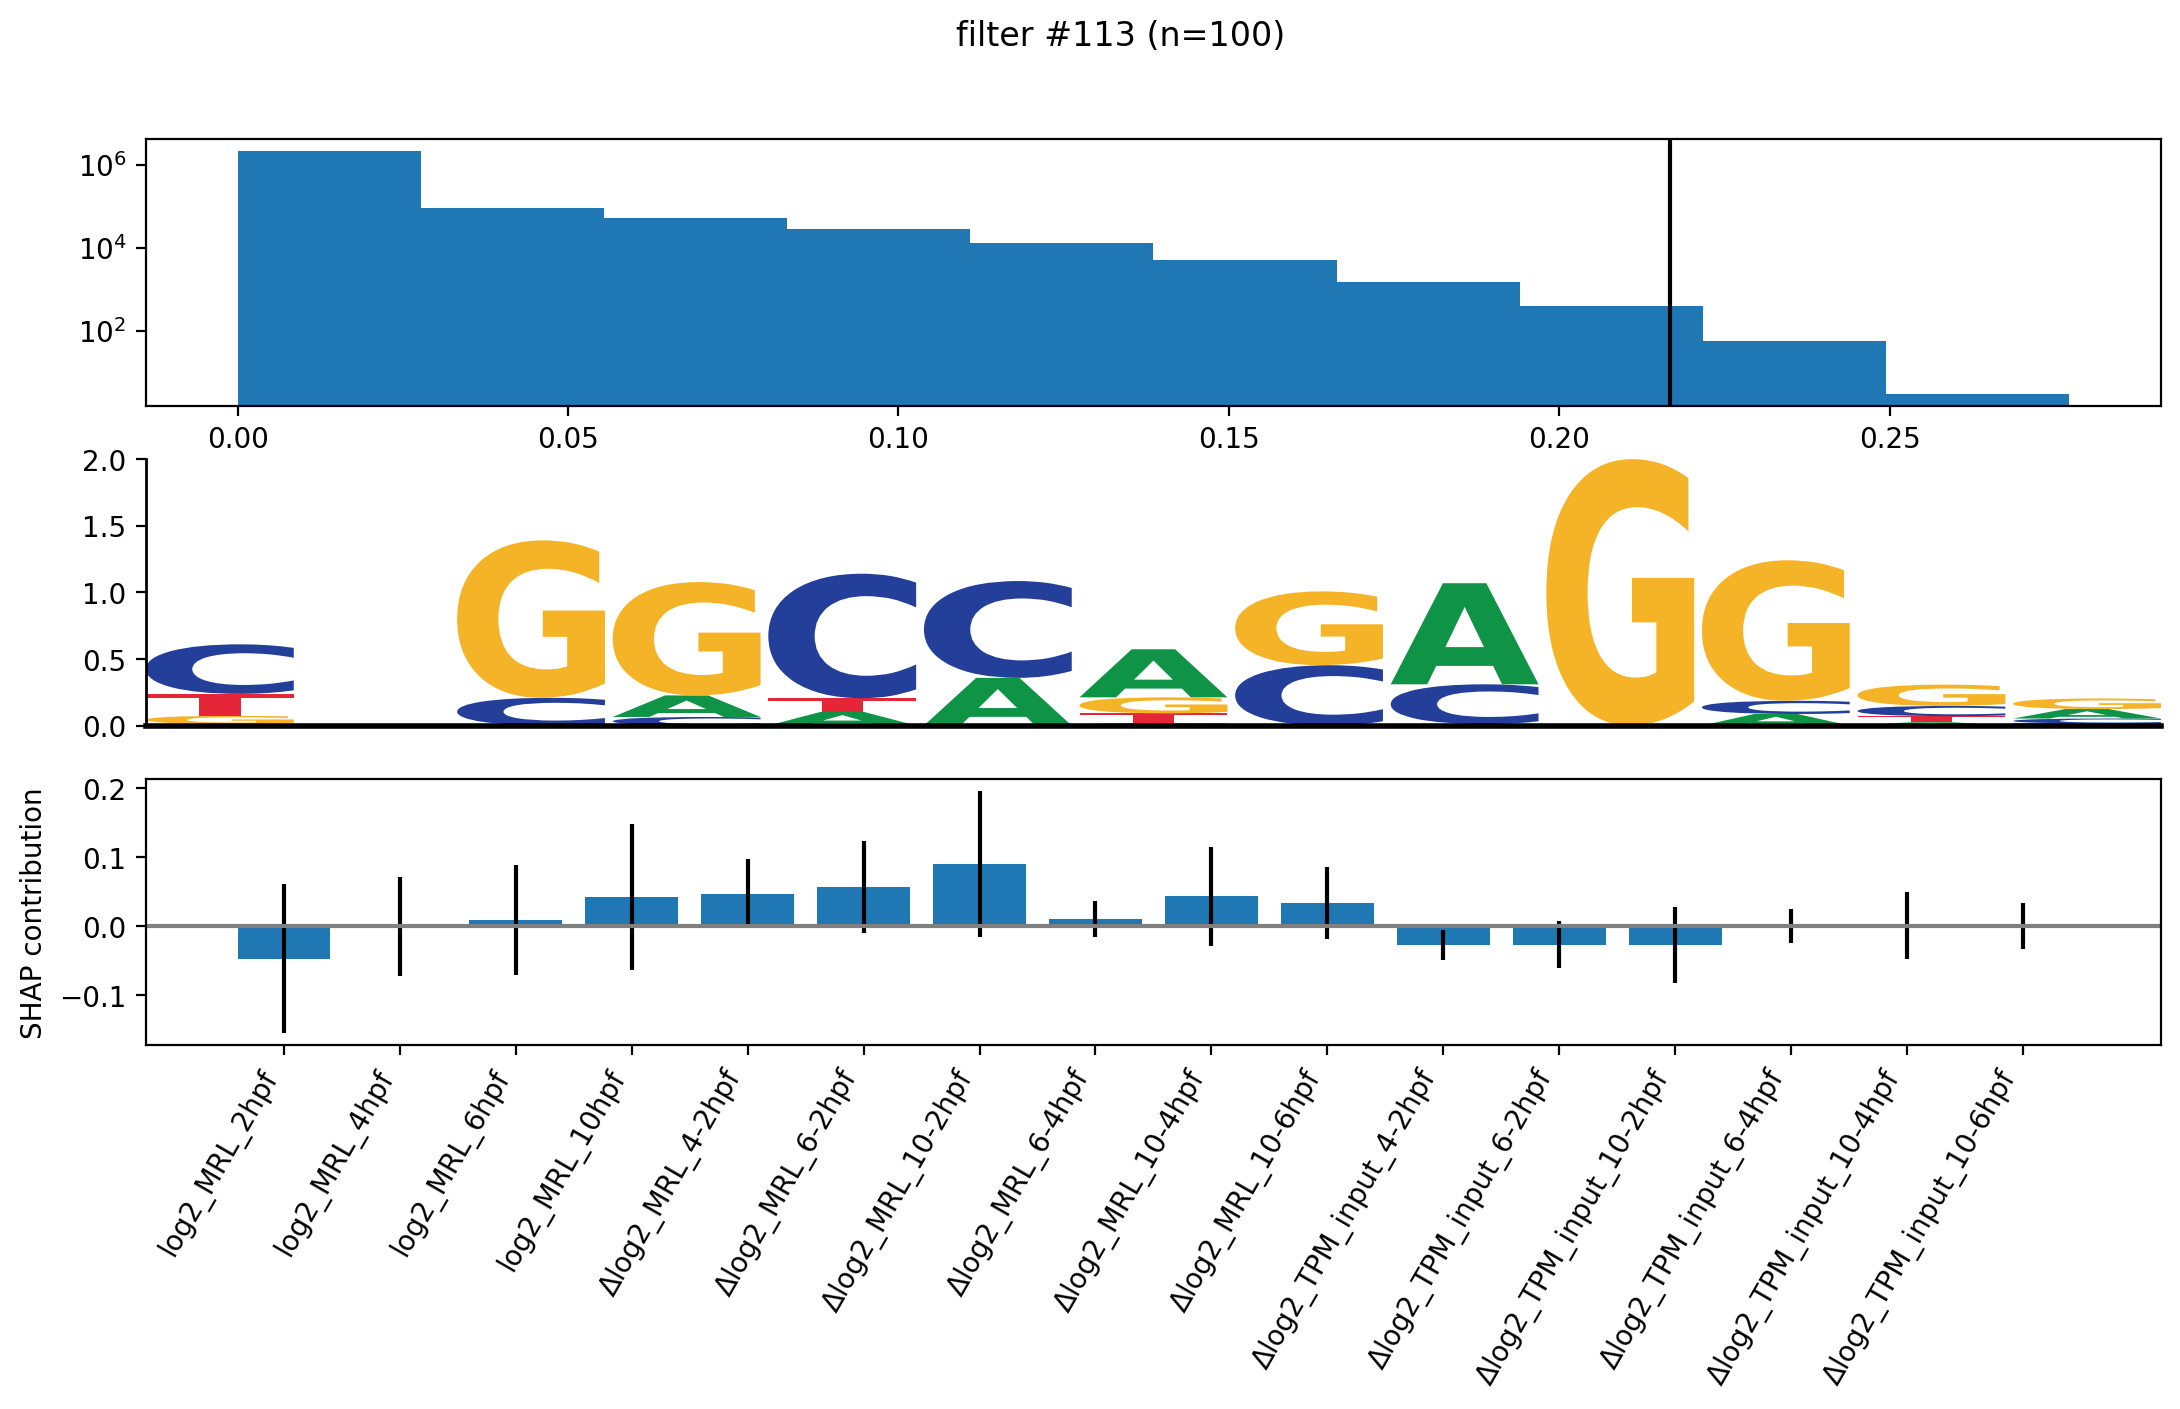 filter #113 (n=100)
10^6
10^4
10^2
0.00 0.05 0.10 0.15 0.20 0.25
2.0
1.5
1.0
0.5
0.0
C T G
G C
G A C
C T A
C A
A G T
G C
A C
G
G C A
G C T A
G A C
SHAP contribution
0.2
0.1
0.0
−0.1
log2_MRL_2hpf
log2_MRL_4hpf
log2_MRL_6hpf
log2_MRL_10hpf
Δlog2_MRL_4-2hpf
Δlog2_MRL_6-2hpf
Δlog2_MRL_10-2hpf
Δlog2_MRL_6-4hpf
Δlog2_MRL_10-4hpf
Δlog2_MRL_10-6hpf
Δlog2_TPM_input_4-2hpf
Δlog2_TPM_input_6-2hpf
Δlog2_TPM_input_10-2hpf
Δlog2_TPM_input_6-4hpf
Δlog2_TPM_input_10-4hpf
Δlog2_TPM_input_10-6hpf